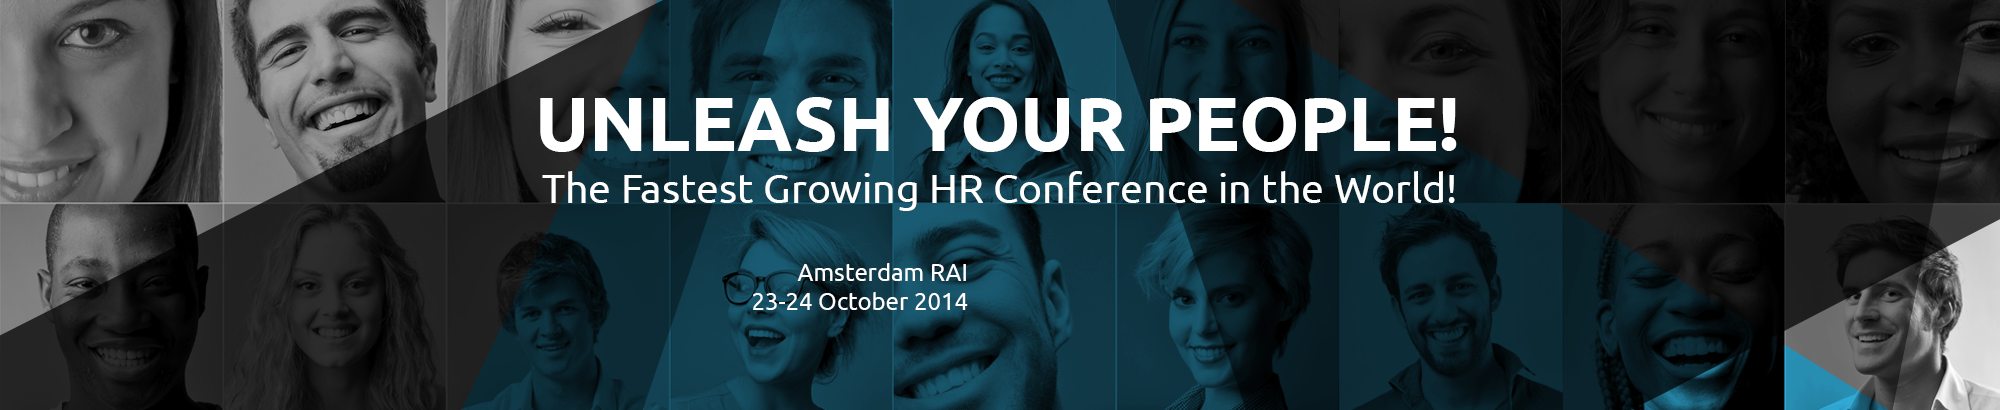 UNLEASH YOUR PEOPLE!
The Fastest Growing HR Conference in the World!
Amsterdam RAI
23-24 October 2014